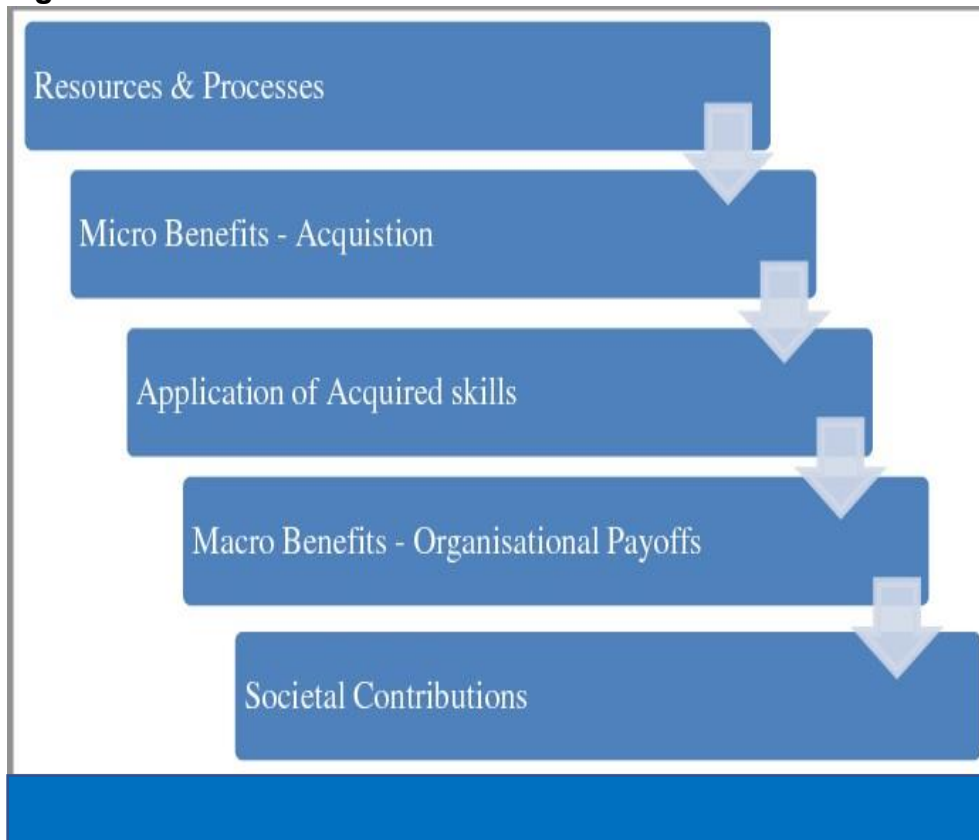 Resources & Processes
Micro Benefits - Acquistion
Application of Acquired skills
Macro Benefits - Organisational Payoffs
Societal Contributions